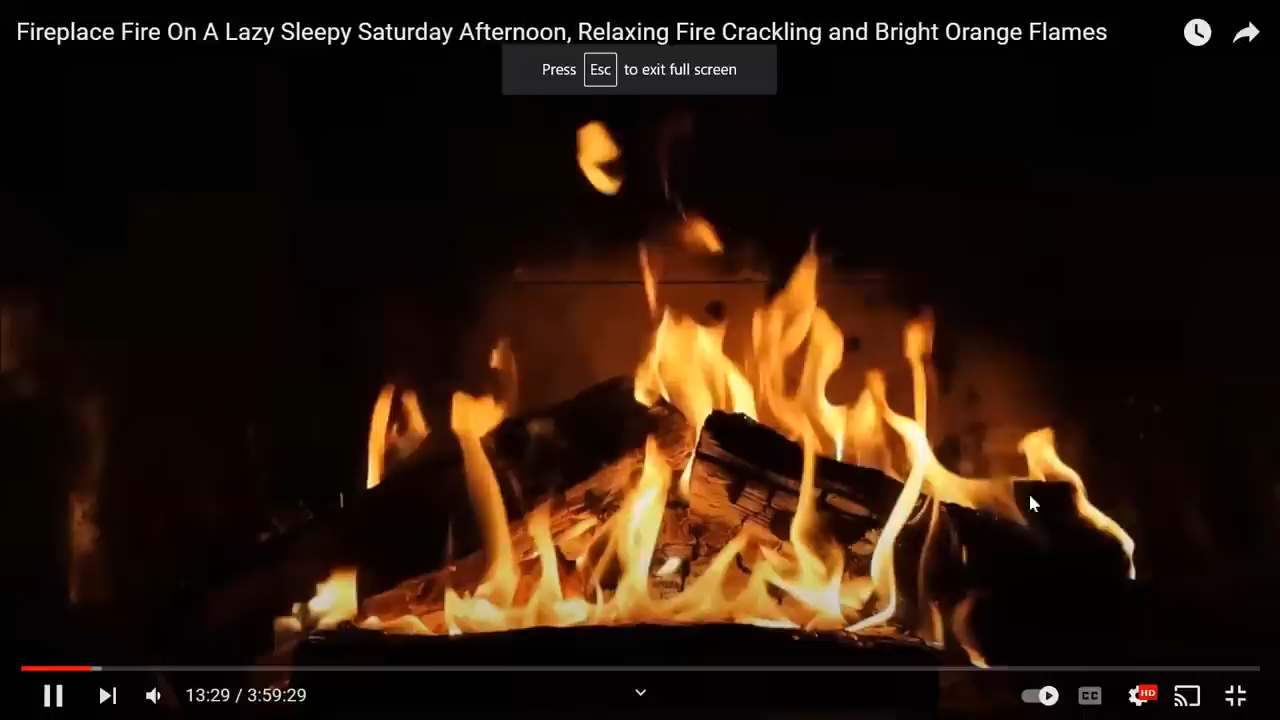 Fireplace Fire On A Lazy Sleepy Saturday Afternoon, Relaxing Fire Crackling and Bright Orange Flames
Press Esc to exit full screen
13:29 / 3:59:29
CC
HD